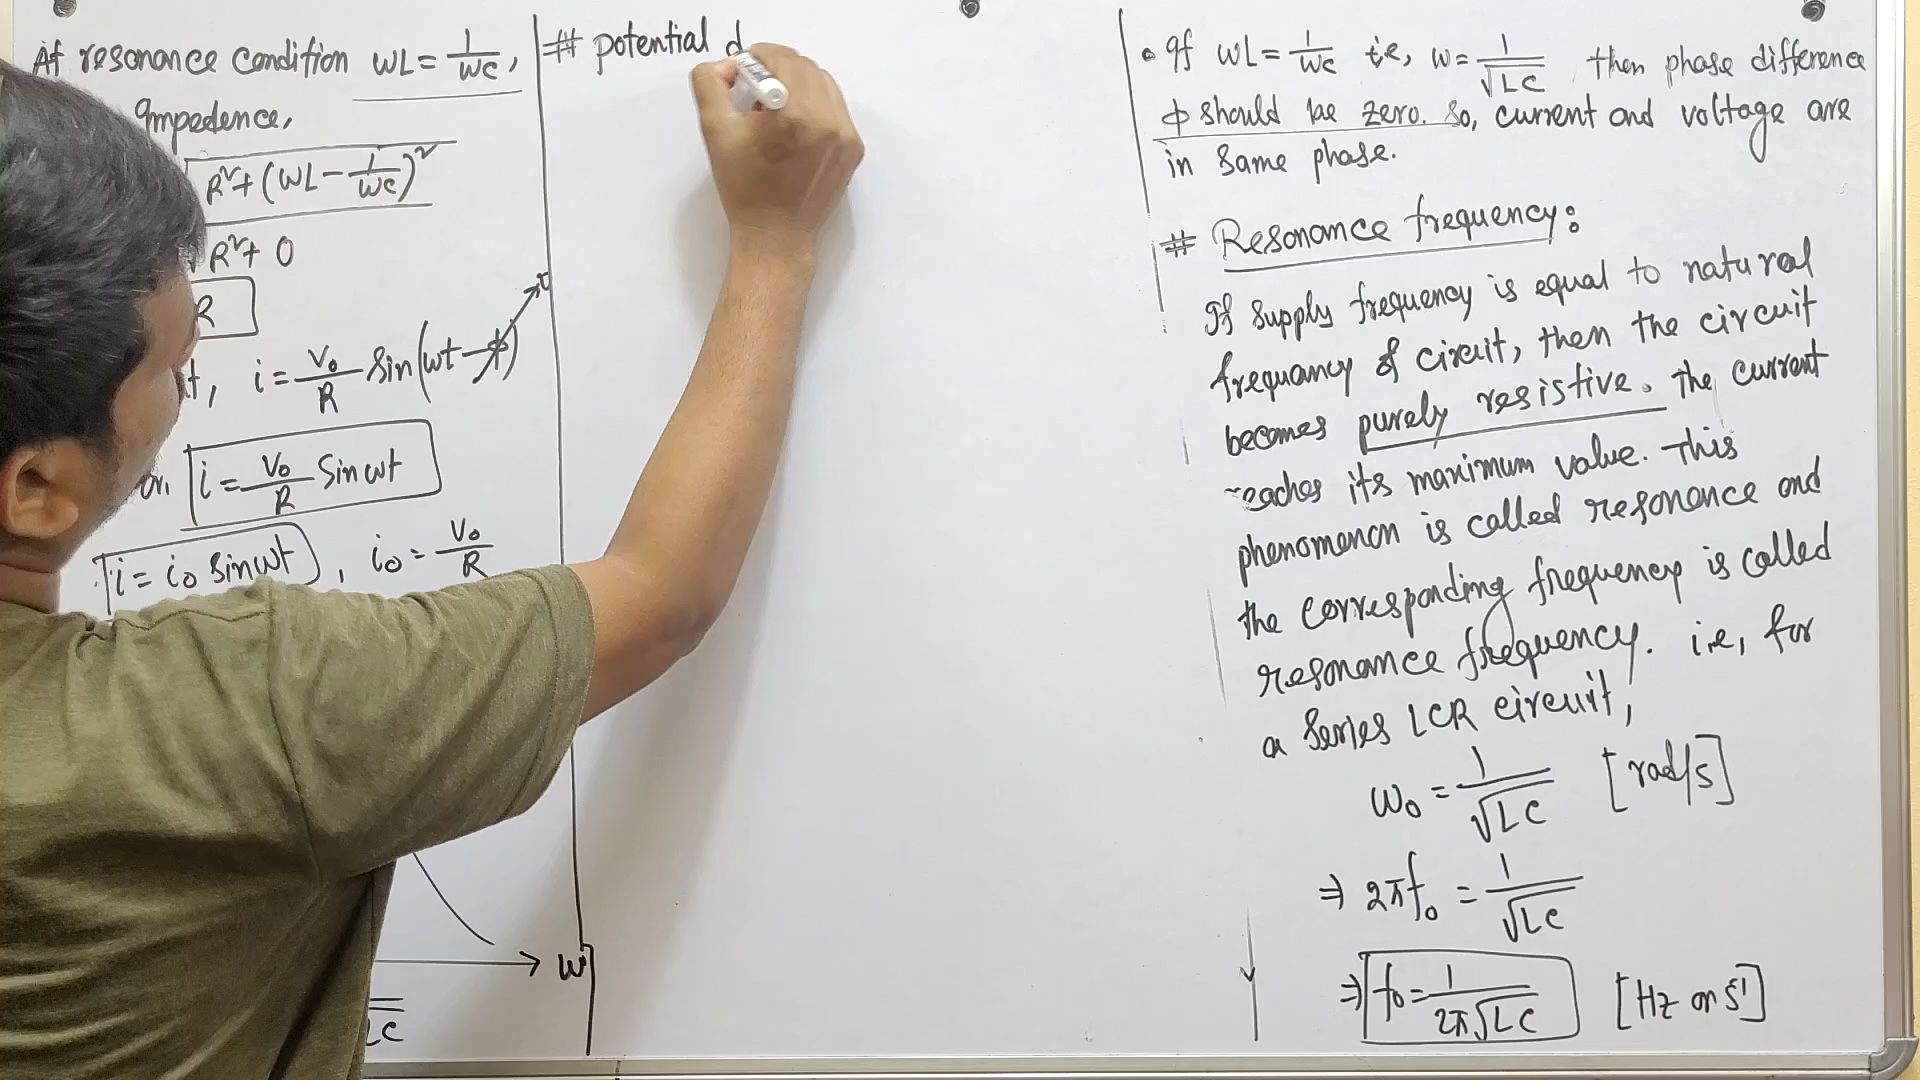 At resonance condition ωL = 1/ωC,
Impedence,
√R²+(ωL-1/ωC)²
R²+ 0
R
t, i = V₀/R Sin(ωt-ϕ)
or, i = V₀/R Sin ωt
i = i₀ Sinωt , i₀ = V₀/R
ω
LC
# potential d
• If ωL = 1/ωC i.e, ω = 1/√LC then phase difference
ϕ should be zero. So, current and voltage are
in same phase.
# Resonance frequency:
If supply frequency is equal to natural
frequancy of circuit, then the circuit
becomes purely resistive. The current
reaches its maximum value. This
phenomenon is called resonance and
the corresponding frequency is called
resonance frequency. i.e, for
a Series LCR circuit,
ω₀ = 1/√LC [rad/s]
⇒ 2πf₀ = 1/√LC
⇒ f₀ = 1/2π√LC [Hz or S⁻¹]